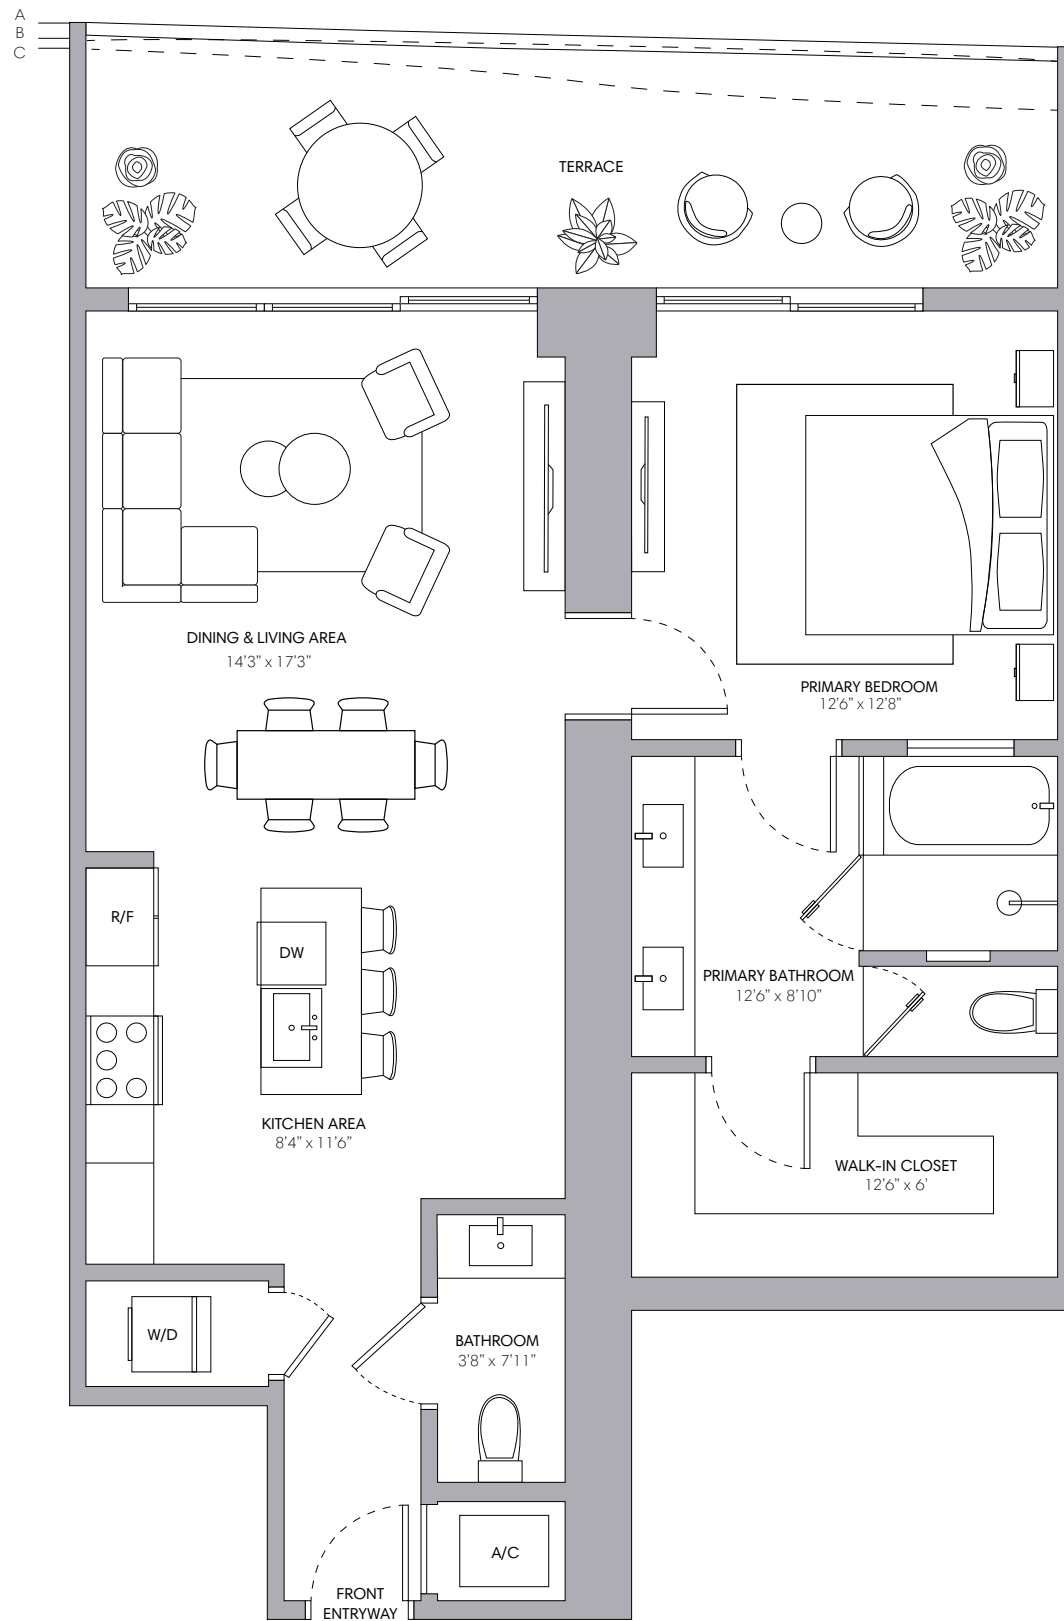 A
B
C
TERRACE
DINING & LIVING AREA
14'3" x 17'3"
PRIMARY BEDROOM
12'6" x 12'8"
R/F
DW
PRIMARY BATHROOM
12'6" x 8'10"
KITCHEN AREA
8'4" x 11'6"
WALK-IN CLOSET
12'6" x 6'
W/D
BATHROOM
3'8" x 7'11"
A/C
FRONT
ENTRYWAY